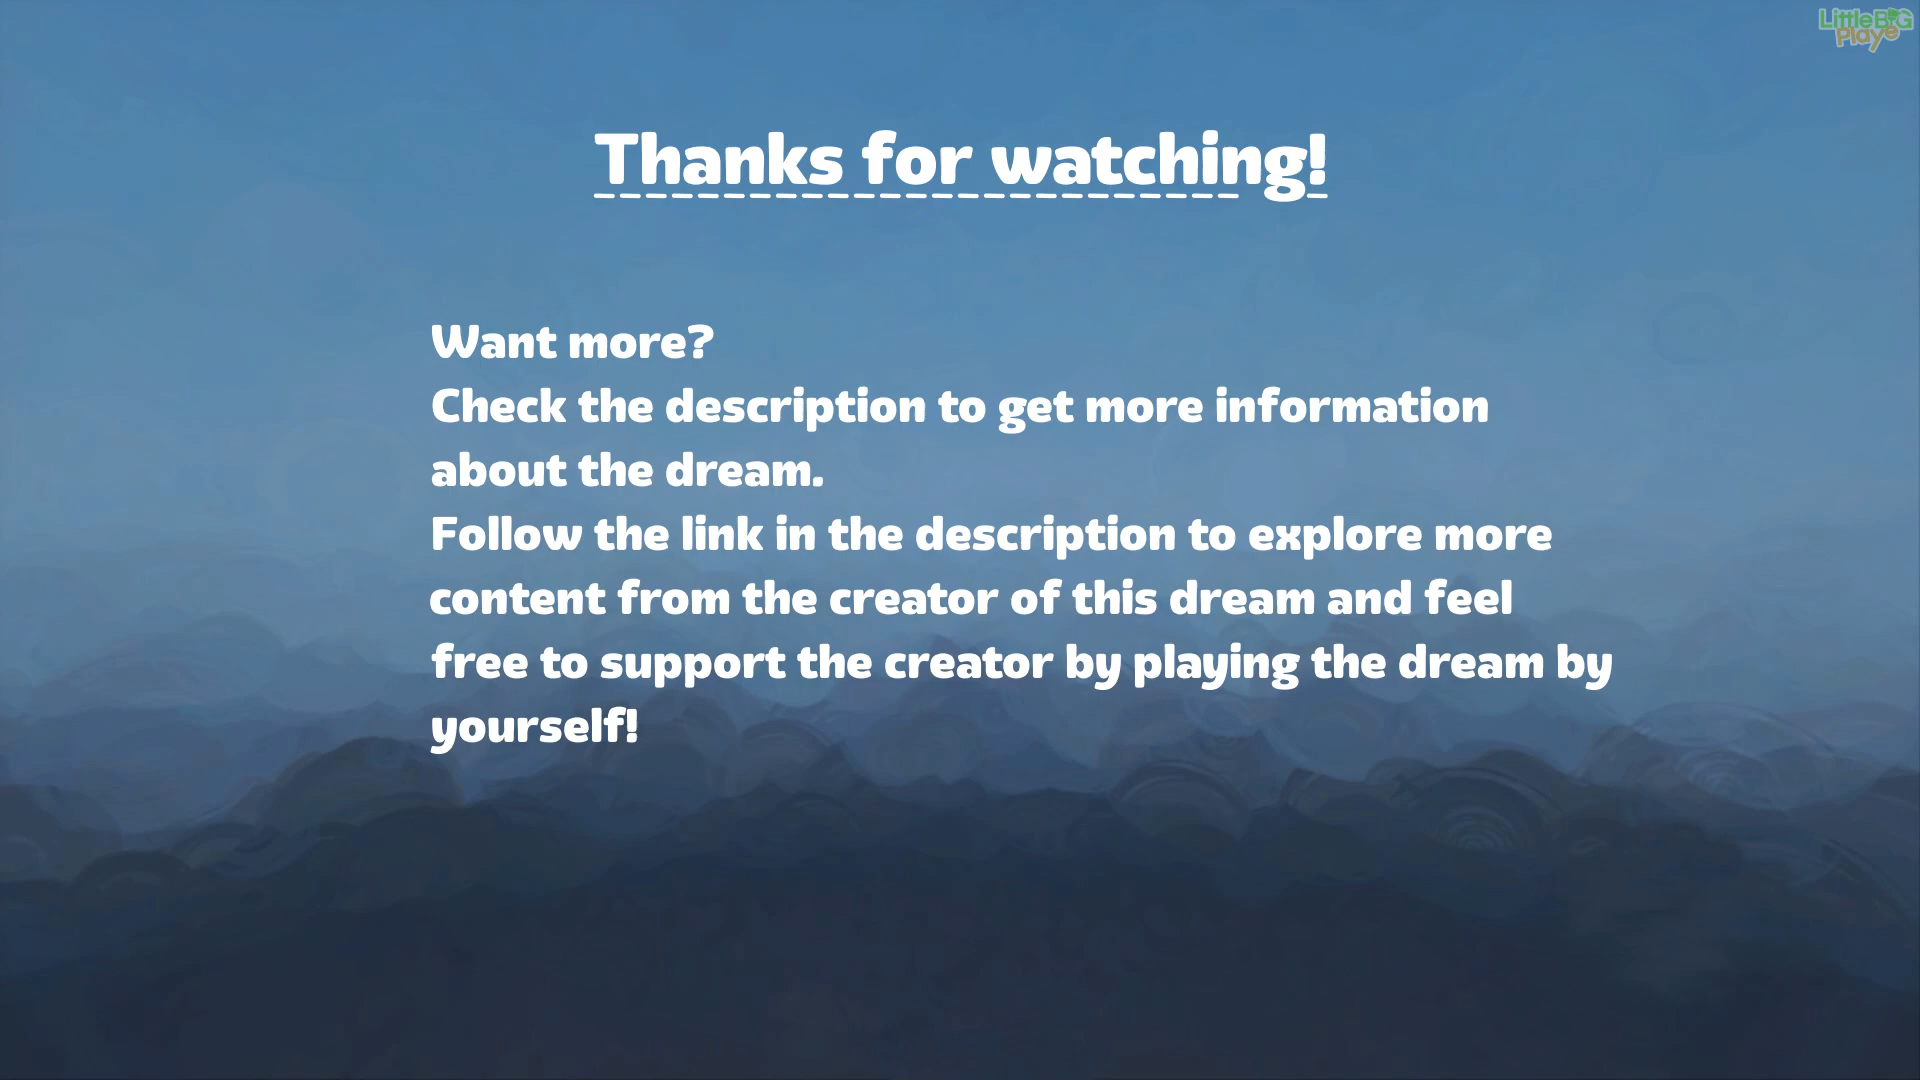 LittleBIG
Playe
Thanks for watching!
Want more?
Check the description to get more information
about the dream.
Follow the link in the description to explore more
content from the creator of this dream and feel
free to support the creator by playing the dream by
yourself!